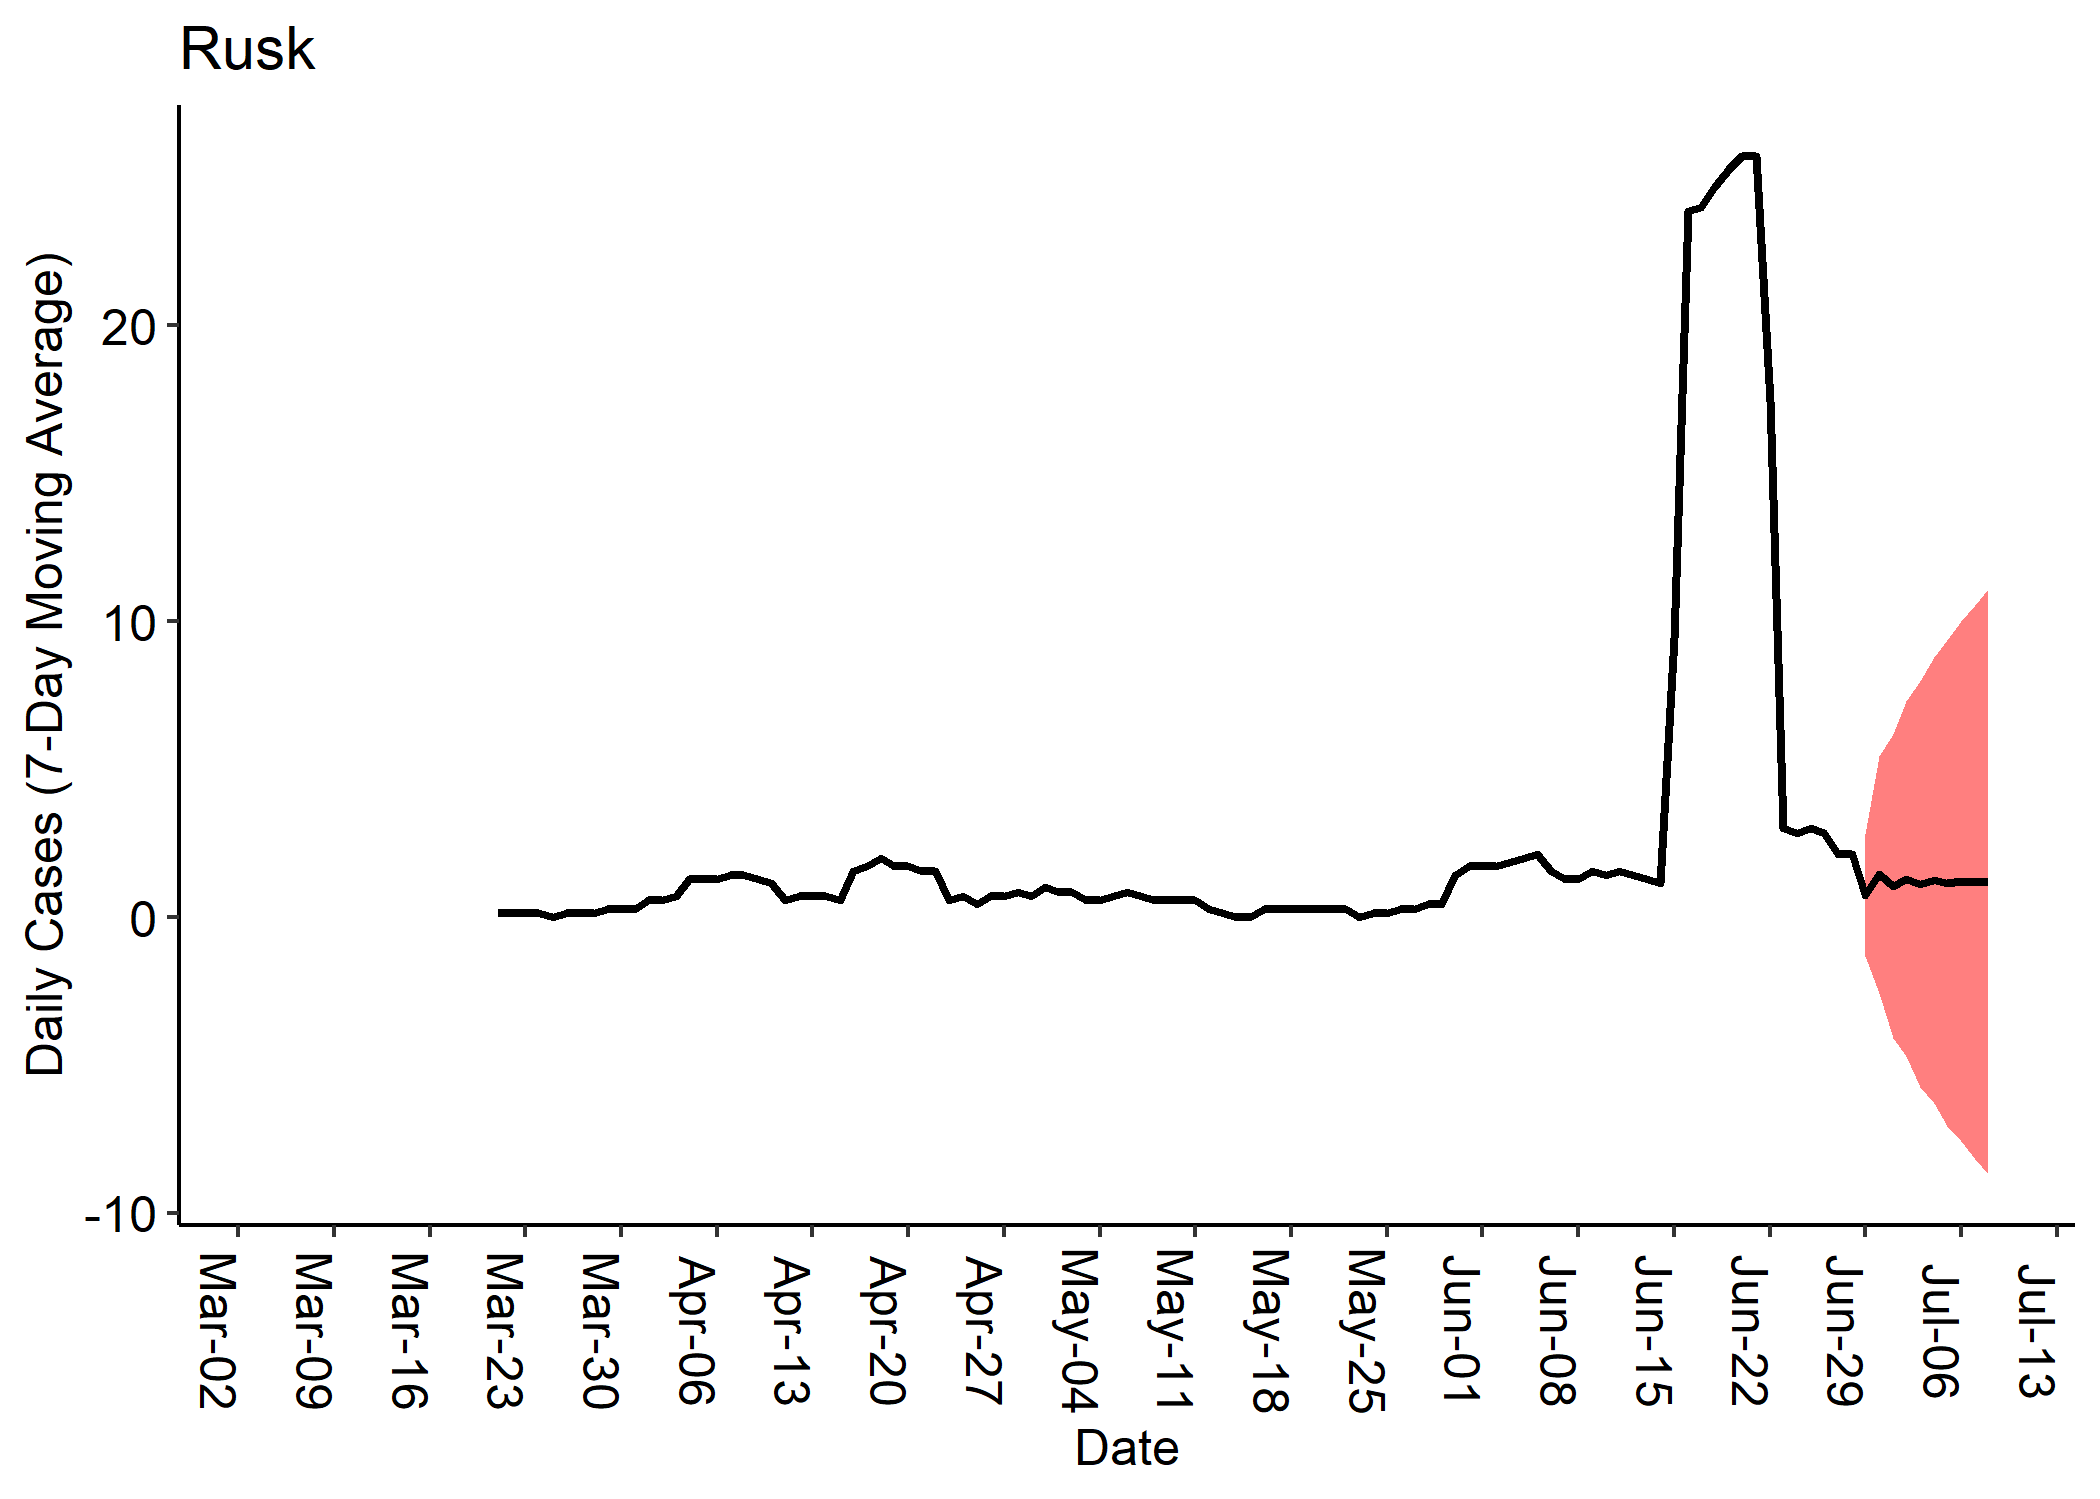 Rusk
Daily Cases (7-Day Moving Average)
20
10
0
-10
Mar-02
Mar-09
Mar-16
Mar-23
Mar-30
Apr-06
Apr-13
Apr-20
Apr-27
May-04
May-11
May-18
May-25
Jun-01
Jun-08
Jun-15
Jun-22
Jun-29
Jul-06
Jul-13
Date